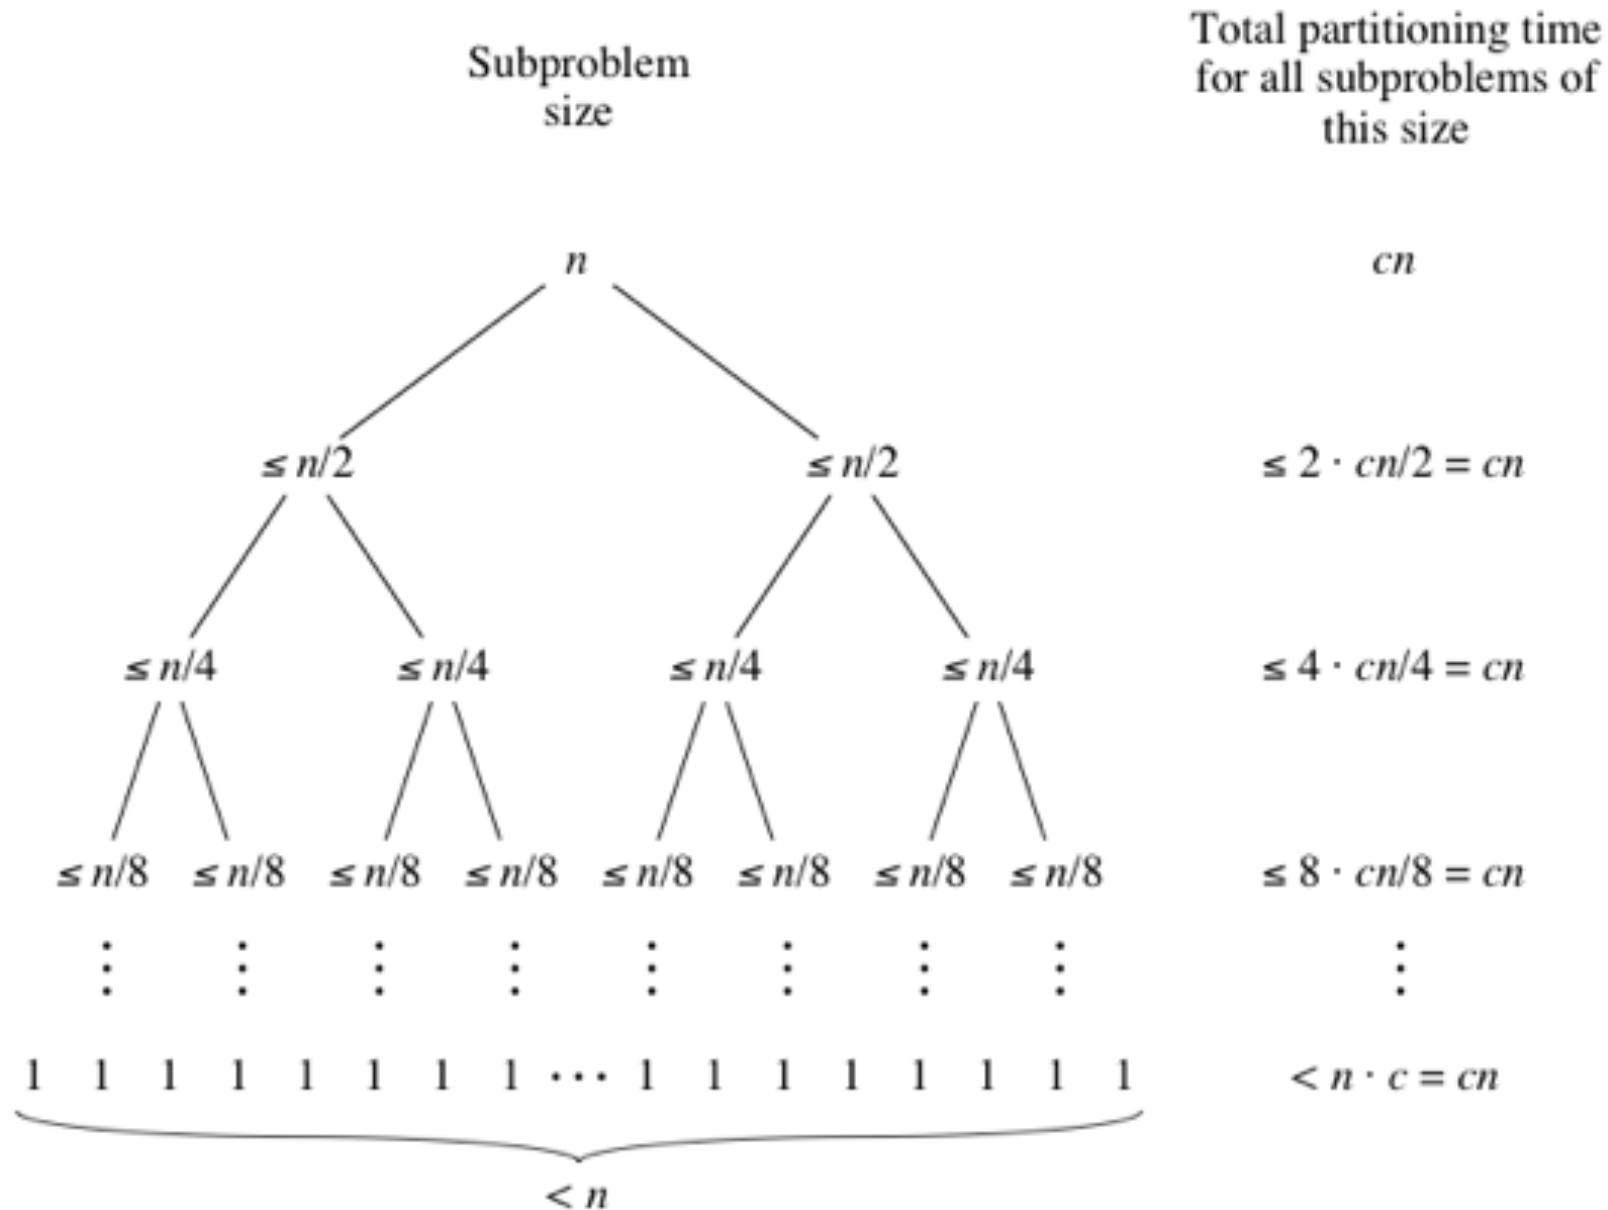 Subproblem
size
Total partitioning time
for all subproblems of
this size
n cn
≤ n/2 ≤ n/2 ≤ 2 · cn/2 = cn
≤ n/4 ≤ n/4 ≤ n/4 ≤ n/4 ≤ 4 · cn/4 = cn
≤ n/8 ≤ n/8 ≤ n/8 ≤ n/8 ≤ n/8 ≤ n/8 ≤ n/8 ≤ n/8 ≤ 8 · cn/8 = cn
1 1 1 1 1 1 1 1 ··· 1 1 1 1 1 1 1 1 < n · c = cn
< n